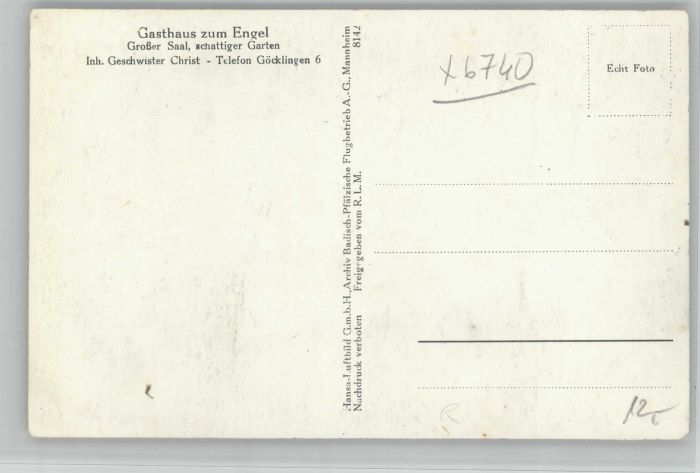 Gasthaus zum Engel
Großer Saal, schattiger Garten
Inh. Geschwister Christ - Telefon Göcklingen 6
Hansa-Luftbild G.m.b.H., Archiv Badisch-Pfälzische Flugbetrieb A.-G., Mannheim
Nachdruck verboten Freigegeben vom R. L. M. 8142
x 6740
Echt Foto
12,-